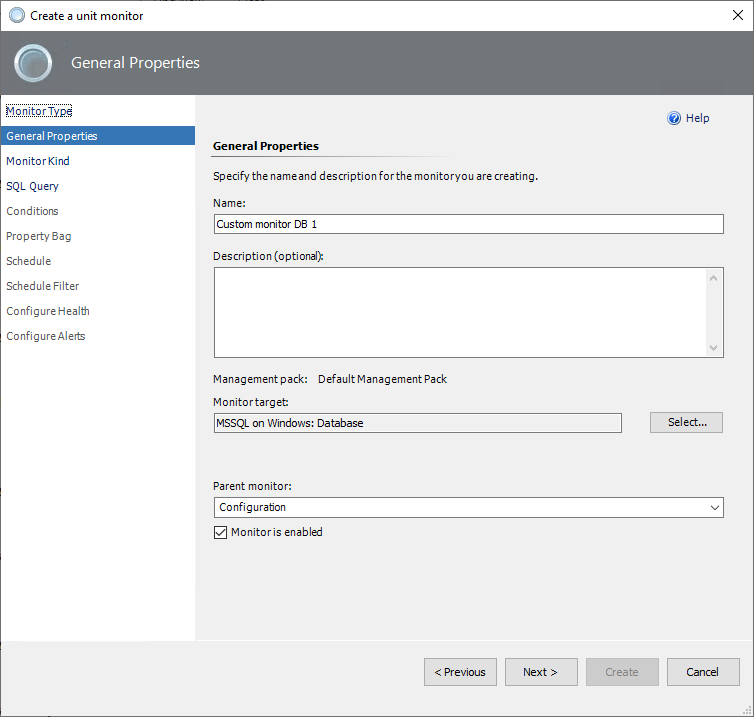 Create a unit monitor
General Properties
Monitor Type
General Properties
Monitor Kind
SQL Query
Conditions
Property Bag
Schedule
Schedule Filter
Configure Health
Configure Alerts
Help
General Properties
Specify the name and description for the monitor you are creating.
Name:
Custom monitor DB 1
Description (optional):
Management pack: Default Management Pack
Monitor target:
MSSQL on Windows: Database
Select...
Parent monitor:
Configuration
Monitor is enabled
< Previous Next > Create Cancel